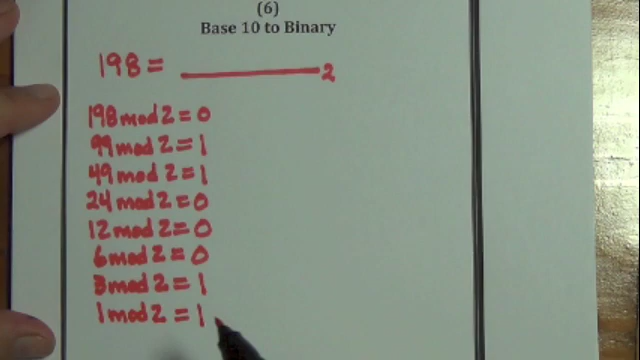 (6)
Base 10 to Binary
198 = ________ 2
198 mod 2 = 0
99 mod 2 = 1
49 mod 2 = 1
24 mod 2 = 0
12 mod 2 = 0
6 mod 2 = 0
3 mod 2 = 1
1 mod 2 = 1